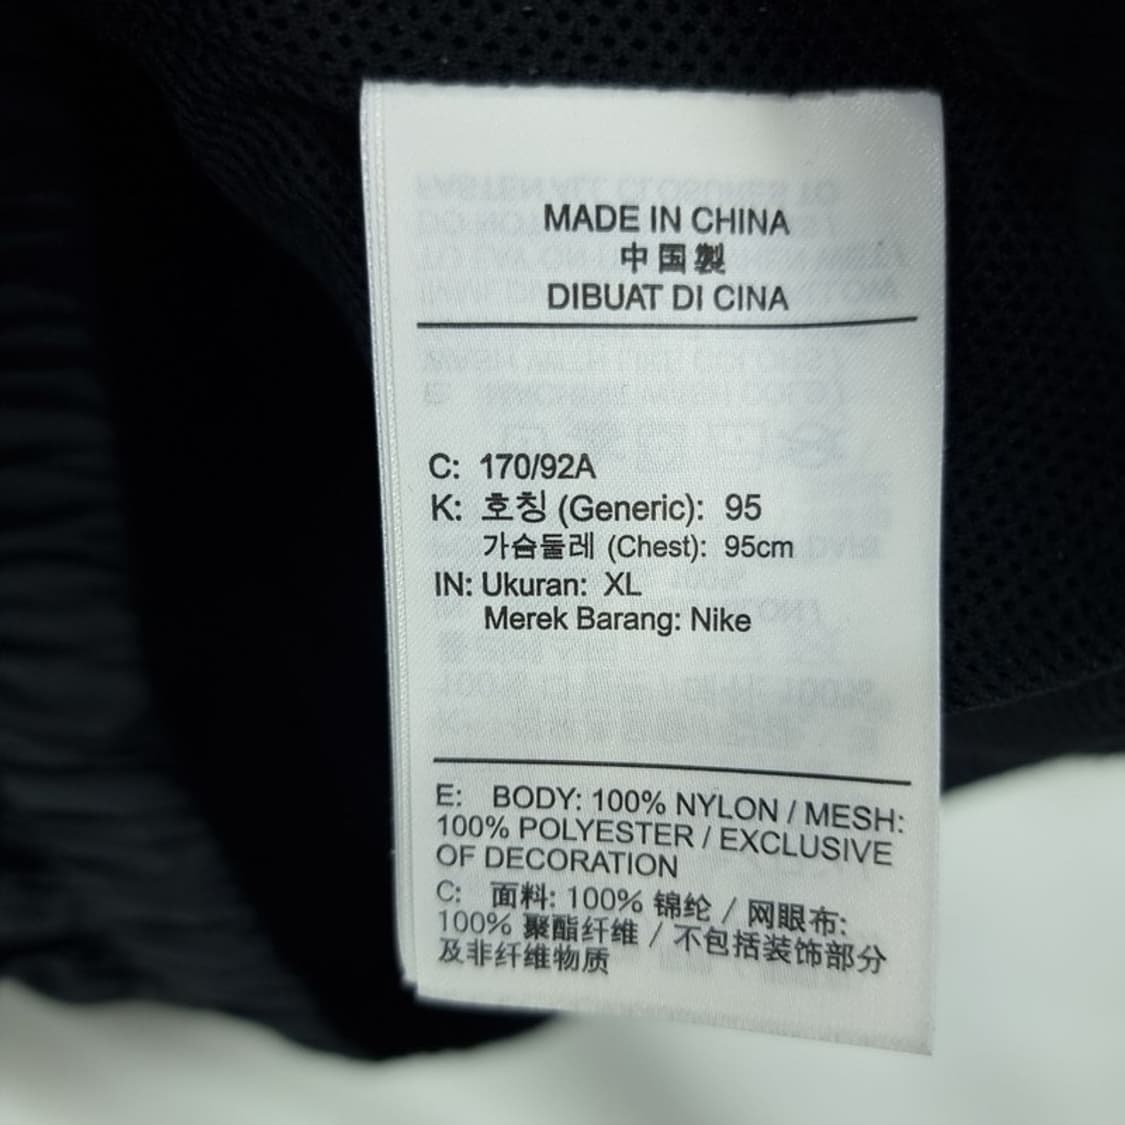 MADE IN CHINA
中国製
DIBUAT DI CINA
C: 170/92A
K: 호칭 (Generic): 95
가슴둘레 (Chest): 95cm
IN: Ukuran: XL
Merek Barang: Nike
E: BODY: 100% NYLON / MESH:
100% POLYESTER / EXCLUSIVE
OF DECORATION
C: 面料: 100% 锦纶 / 网眼布:
100% 聚酯纤维 / 不包括装饰部分
及非纤维物质